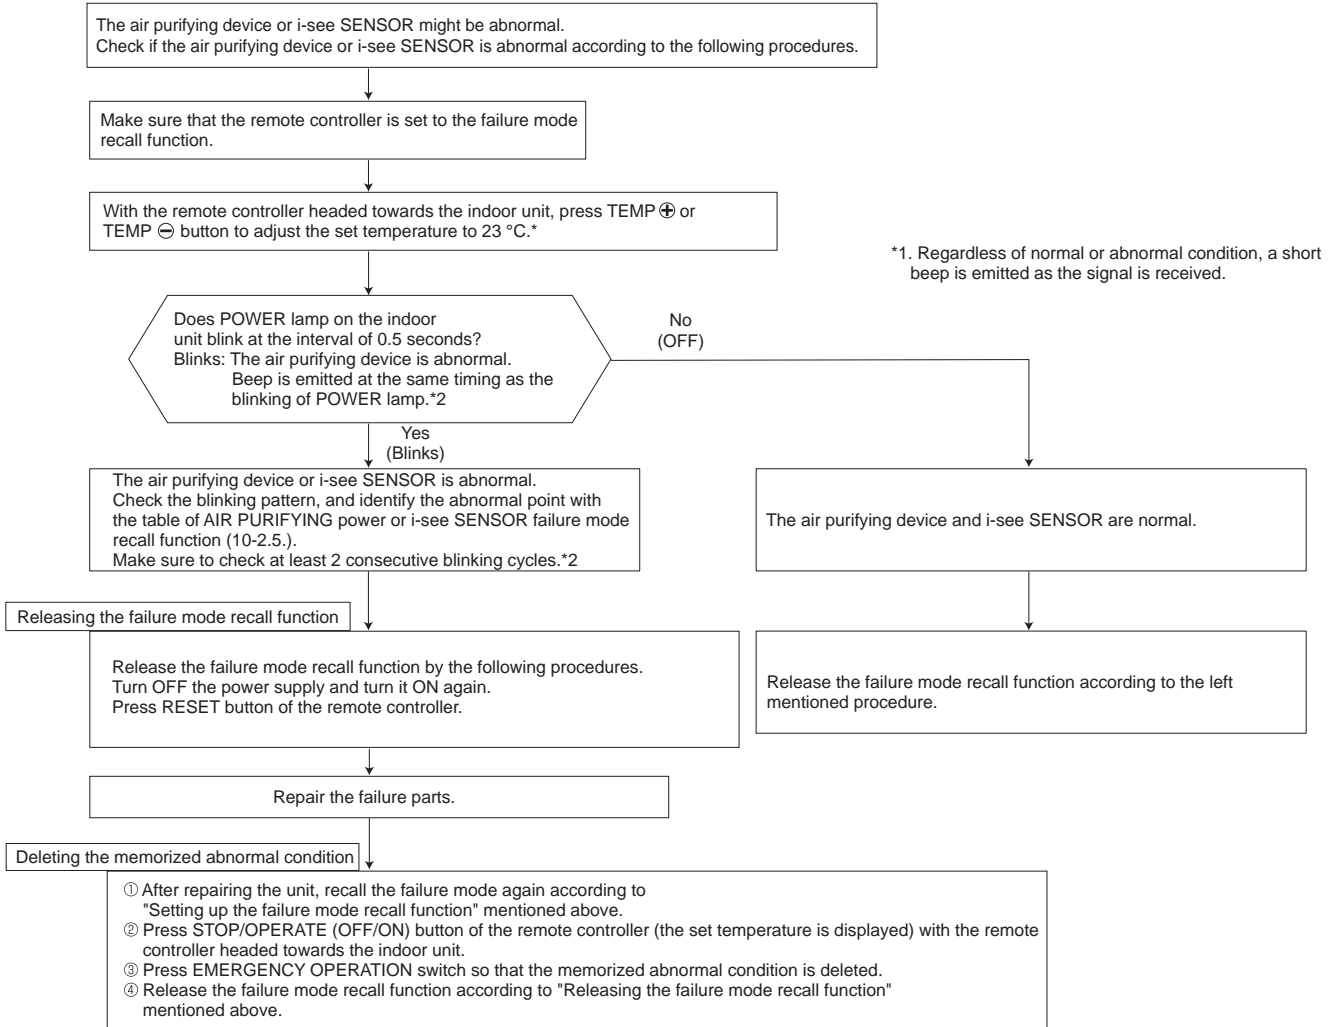 The air purifying device or i-see SENSOR might be abnormal.
Check if the air purifying device or i-see SENSOR is abnormal according to the following procedures.
Make sure that the remote controller is set to the failure mode
recall function.
With the remote controller headed towards the indoor unit, press TEMP ⊕ or
TEMP ⊖ button to adjust the set temperature to 23 °C.*
*1. Regardless of normal or abnormal condition, a short
beep is emitted as the signal is received.
Does POWER lamp on the indoor
unit blink at the interval of 0.5 seconds?
Blinks: The air purifying device is abnormal.
Beep is emitted at the same timing as the
blinking of POWER lamp.*2
No
(OFF)
Yes
(Blinks)
The air purifying device or i-see SENSOR is abnormal.
Check the blinking pattern, and identify the abnormal point with
the table of AIR PURIFYING power or i-see SENSOR failure mode
recall function (10-2.5.).
Make sure to check at least 2 consecutive blinking cycles.*2
The air purifying device and i-see SENSOR are normal.
Releasing the failure mode recall function
Release the failure mode recall function by the following procedures.
Turn OFF the power supply and turn it ON again.
Press RESET button of the remote controller.
Release the failure mode recall function according to the left
mentioned procedure.
Repair the failure parts.
Deleting the memorized abnormal condition
① After repairing the unit, recall the failure mode again according to
"Setting up the failure mode recall function" mentioned above.
② Press STOP/OPERATE (OFF/ON) button of the remote controller (the set temperature is displayed) with the remote
controller headed towards the indoor unit.
③ Press EMERGENCY OPERATION switch so that the memorized abnormal condition is deleted.
④ Release the failure mode recall function according to "Releasing the failure mode recall function"
mentioned above.